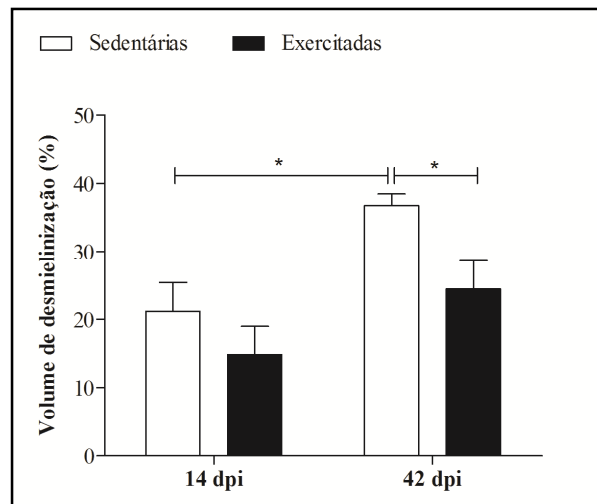 Sedentárias Exercitadas
Volume de desmielinização (%)
50
* *
40
30
20
10
0
14 dpi 42 dpi